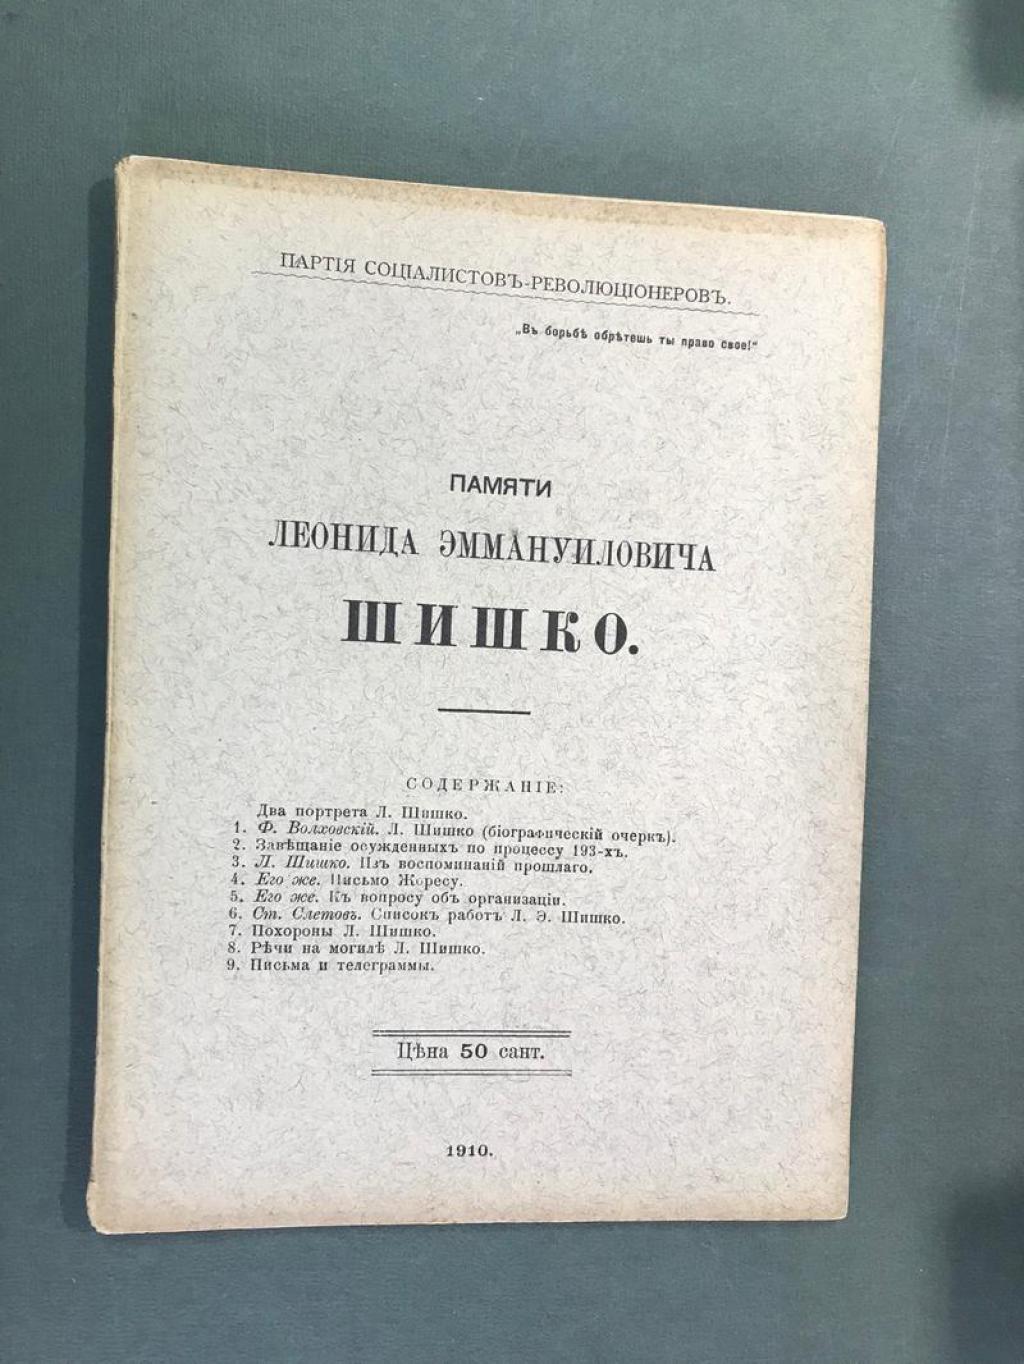 ПАРТІЯ СОЦІАЛИСТОВЪ-РЕВОЛЮЦІОНЕРОВЪ.
„Въ борьбѣ обрѣтешь ты право свое!“
ПАМЯТИ
ЛЕОНИДА ЭММАНУИЛОВИЧА
ШИШКО.
СОДЕРЖАНІЕ:
Два портрета Л. Шишко.
1. Ф. Волховскій. Л. Шишко (біографическій очеркъ).
2. Завѣщаніе осужденныхъ по процессу 193-хъ.
3. Л. Шишко. Изъ воспоминаній прошлаго.
4. Его же. Письмо Жоресу.
5. Его же. Къ вопросу объ организаціи.
6. Ст. Слетовъ. Списокъ работъ Л. Э. Шишко.
7. Похороны Л. Шишко.
8. Рѣчи на могилѣ Л. Шишко.
9. Письма и телеграммы.
Цѣна 50 сант.
1910.